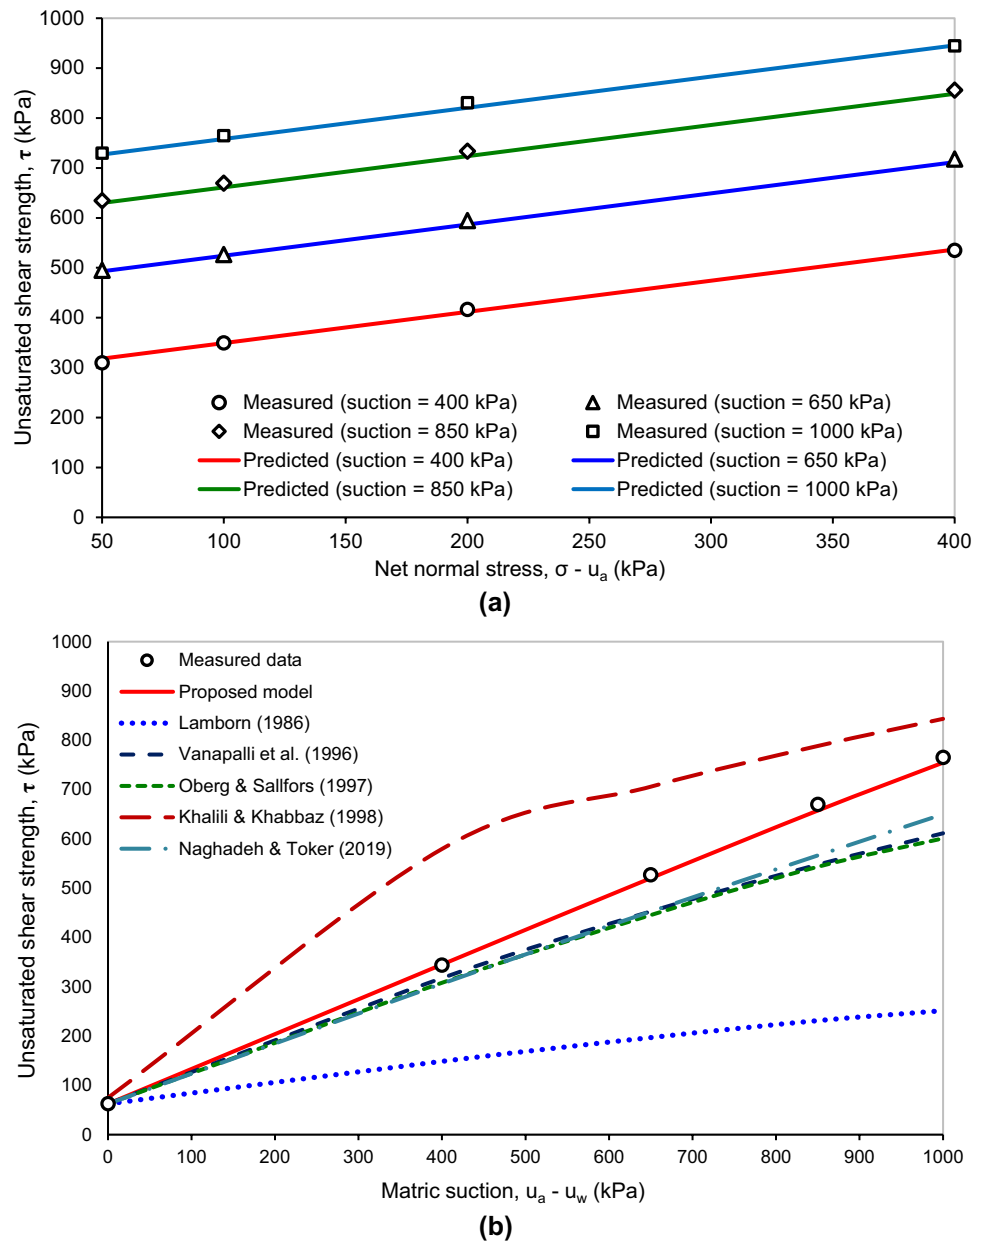 1000
900
800
700
600
500
400
300
200
100
0
Unsaturated shear strength, τ (kPa)
Measured (suction = 400 kPa)
Measured (suction = 650 kPa)
Measured (suction = 850 kPa)
Measured (suction = 1000 kPa)
Predicted (suction = 400 kPa)
Predicted (suction = 650 kPa)
Predicted (suction = 850 kPa)
Predicted (suction = 1000 kPa)
50 100 150 200 250 300 350 400
Net normal stress, σ - uₐ (kPa)
(a)
1000
900
800
700
600
500
400
300
200
100
0
Unsaturated shear strength, τ (kPa)
Measured data
Proposed model
Lamborn (1986)
Vanapalli et al. (1996)
Oberg & Sallfors (1997)
Khalili & Khabbaz (1998)
Naghadeh & Toker (2019)
0 100 200 300 400 500 600 700 800 900 1000
Matric suction, uₐ - u_w (kPa)
(b)